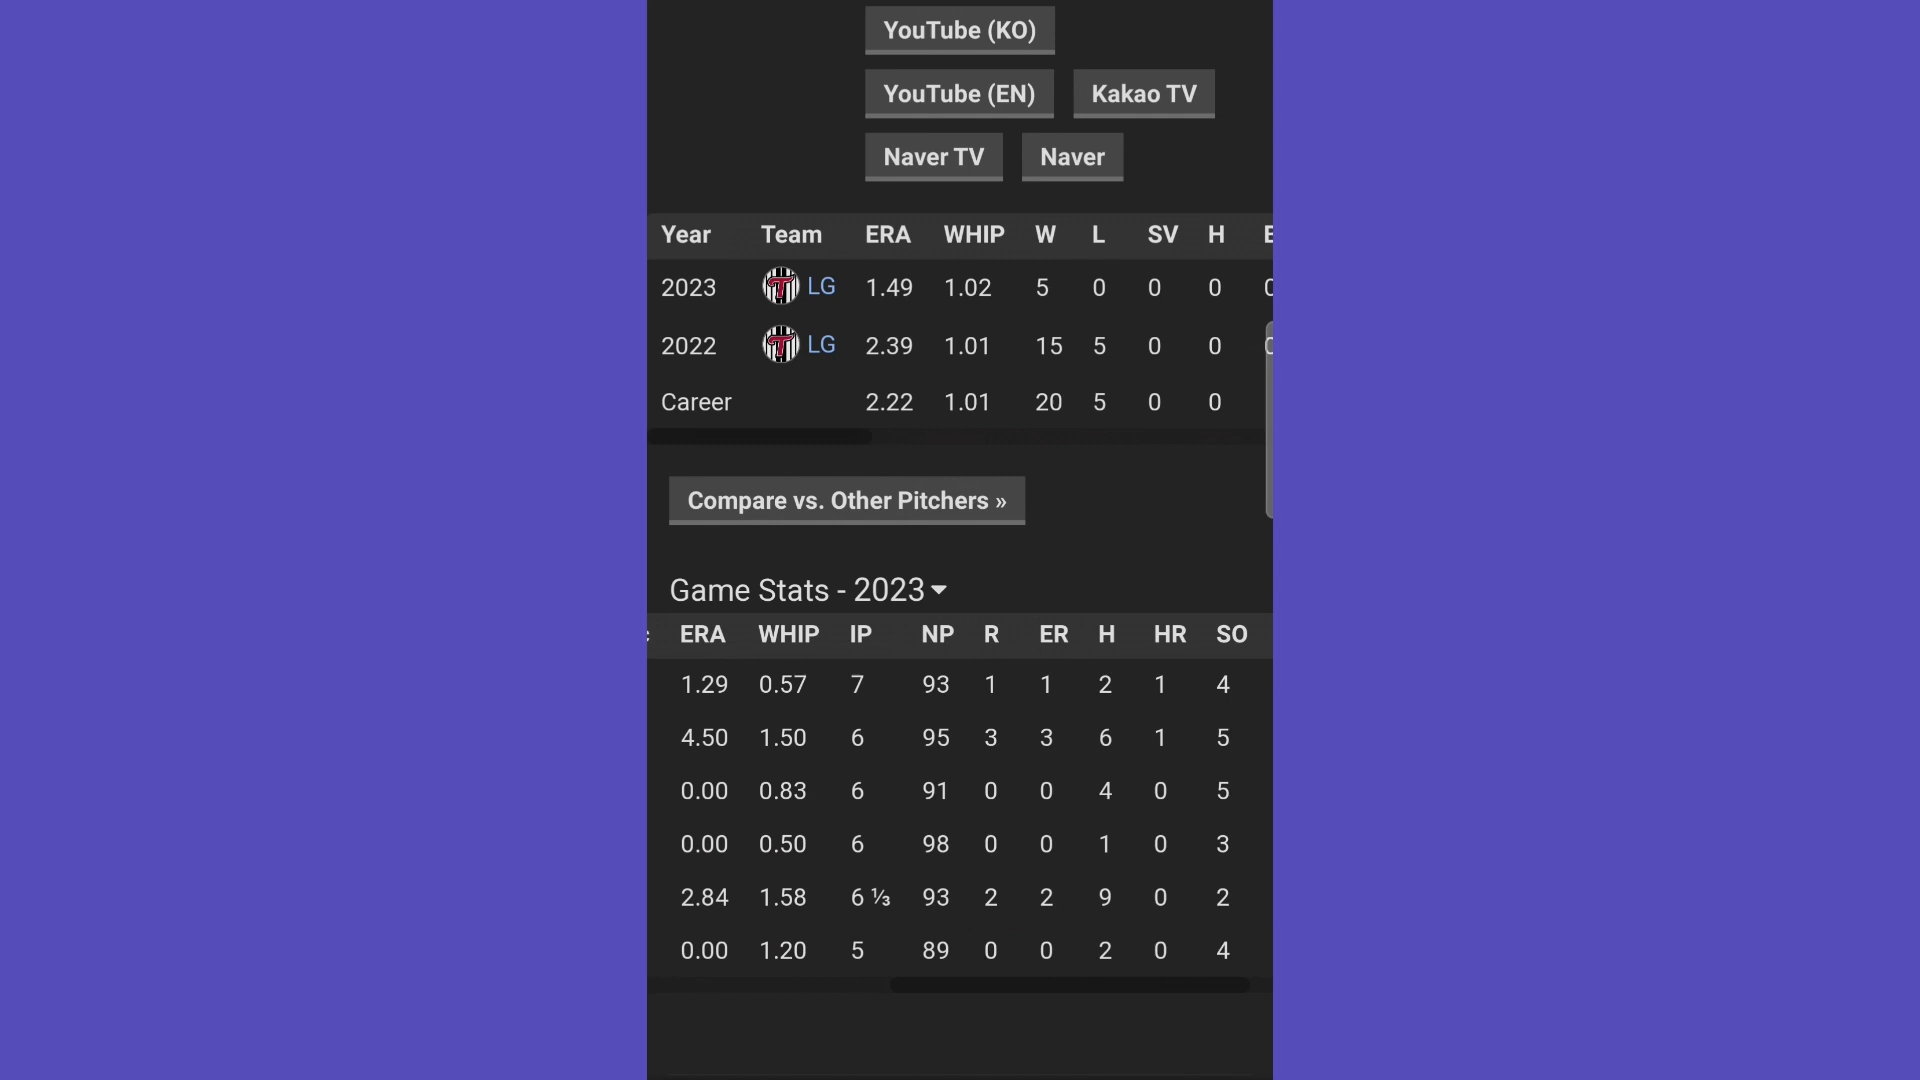 YouTube (KO)
YouTube (EN) Kakao TV
Naver TV Naver
Year Team ERA WHIP W L SV H
2023 LG 1.49 1.02 5 0 0 0
2022 LG 2.39 1.01 15 5 0 0
Career 2.22 1.01 20 5 0 0
Compare vs. Other Pitchers »
Game Stats - 2023
ERA WHIP IP NP R ER H HR SO
1.29 0.57 7 93 1 1 2 1 4
4.50 1.50 6 95 3 3 6 1 5
0.00 0.83 6 91 0 0 4 0 5
0.00 0.50 6 98 0 0 1 0 3
2.84 1.58 6 ⅓ 93 2 2 9 0 2
0.00 1.20 5 89 0 0 2 0 4